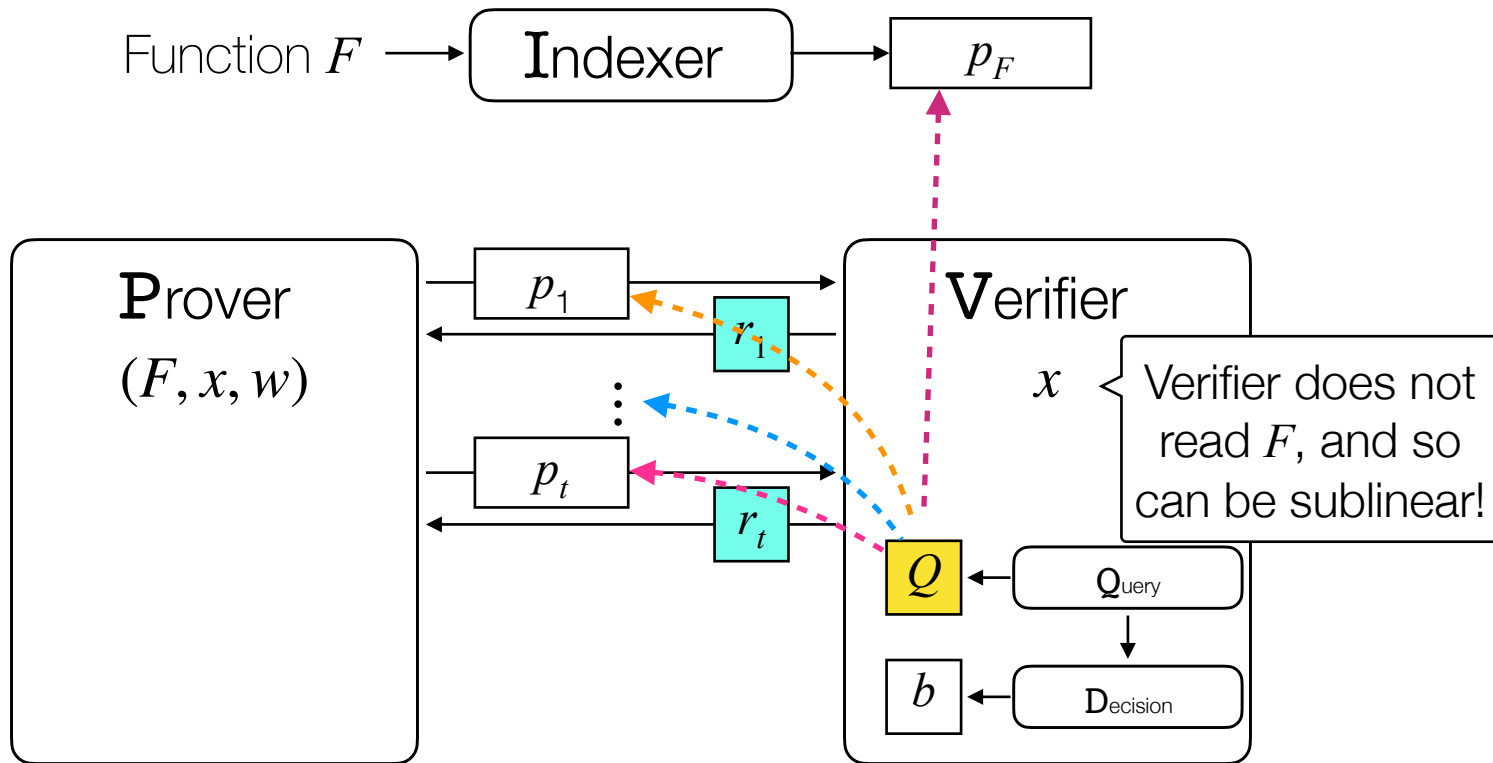 Function F
Indexer
p_F
Prover
(F, x, w)
p_1
r_1
⋮
p_t
r_t
Verifier
x
Verifier does not
read F, and so
can be sublinear!
Q
Query
b
Decision